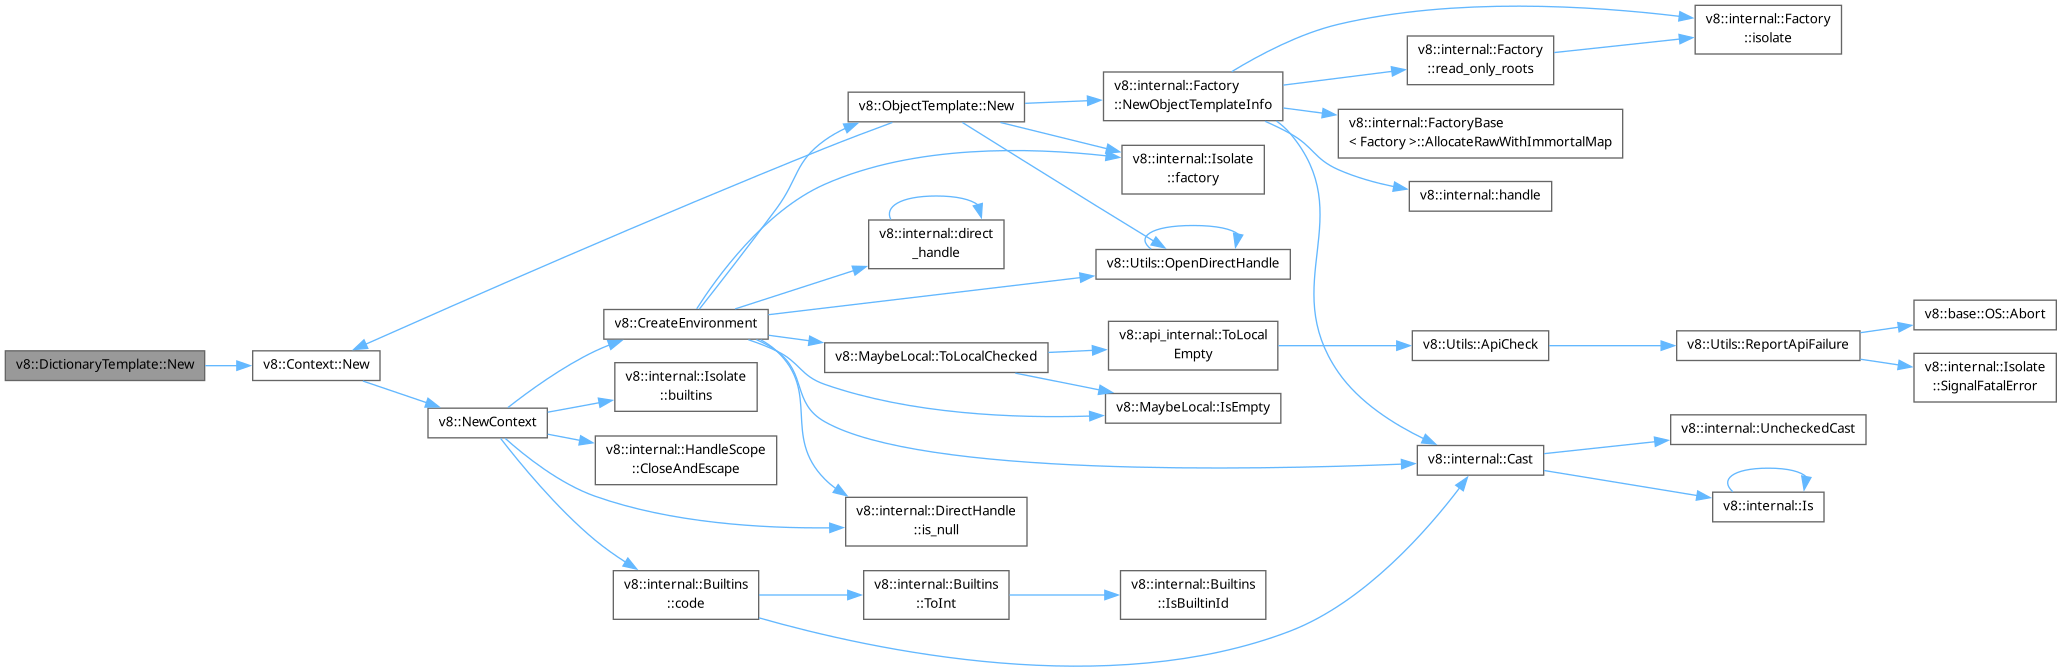 v8::DictionaryTemplate::New
v8::Context::New
v8::NewContext
v8::CreateEnvironment
v8::internal::Isolate
::builtins
v8::internal::HandleScope
::CloseAndEscape
v8::internal::Builtins
::code
v8::ObjectTemplate::New
v8::internal::direct
_handle
v8::MaybeLocal::ToLocalChecked
v8::internal::DirectHandle
::is_null
v8::internal::Builtins
::ToInt
v8::internal::Factory
::NewObjectTemplateInfo
v8::internal::Isolate
::factory
v8::Utils::OpenDirectHandle
v8::api_internal::ToLocal
Empty
v8::MaybeLocal::IsEmpty
v8::internal::Builtins
::IsBuiltinId
v8::internal::Factory
::read_only_roots
v8::internal::FactoryBase
< Factory >::AllocateRawWithImmortalMap
v8::internal::handle
v8::Utils::ApiCheck
v8::internal::Cast
v8::internal::Factory
::isolate
v8::Utils::ReportApiFailure
v8::internal::UncheckedCast
v8::internal::Is
v8::base::OS::Abort
v8::internal::Isolate
::SignalFatalError